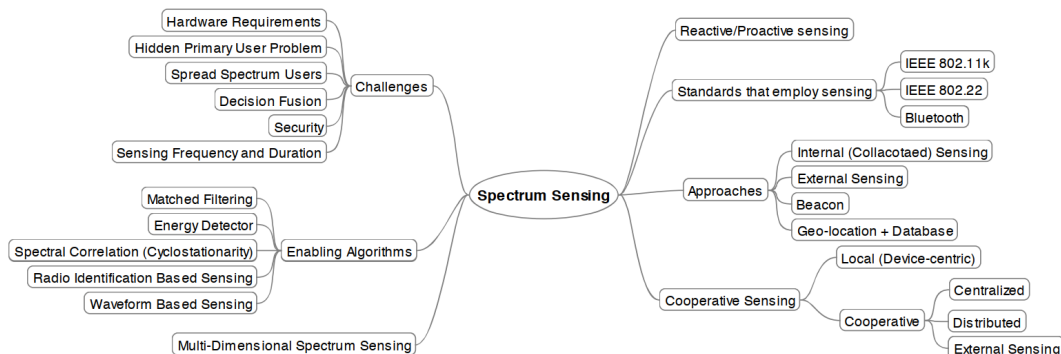 Hardware Requirements
Hidden Primary User Problem
Spread Spectrum Users
Decision Fusion
Security
Sensing Frequency and Duration
Challenges
Matched Filtering
Energy Detector
Spectral Correlation (Cyclostationarity)
Radio Identification Based Sensing
Waveform Based Sensing
Enabling Algorithms
Multi-Dimensional Spectrum Sensing
Spectrum Sensing
Reactive/Proactive sensing
Standards that employ sensing
IEEE 802.11k
IEEE 802.22
Bluetooth
Approaches
Internal (Collacotaed) Sensing
External Sensing
Beacon
Geo-location + Database
Cooperative Sensing
Local (Device-centric)
Cooperative
Centralized
Distributed
External Sensing